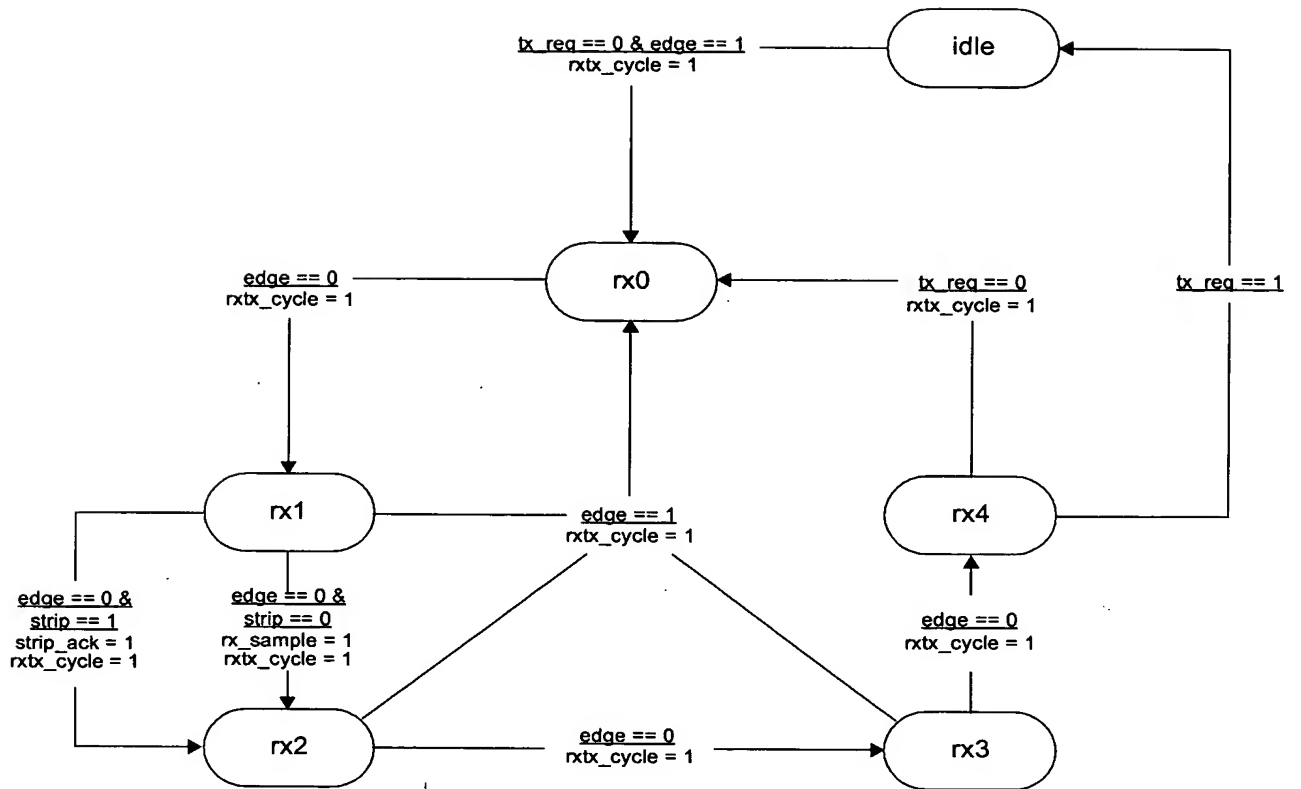 tx_req == 0 & edge == 1
rxtx_cycle = 1
idle
edge == 0
rxtx_cycle = 1
rx0
tx_req == 0
rxtx_cycle = 1
tx_req == 1
rx1
edge == 1
rxtx_cycle = 1
rx4
edge == 0 &
strip == 1
strip_ack = 1
rxtx_cycle = 1
edge == 0 &
strip == 0
rx_sample = 1
rxtx_cycle = 1
edge == 0
rxtx_cycle = 1
rx2
edge == 0
rxtx_cycle = 1
rx3